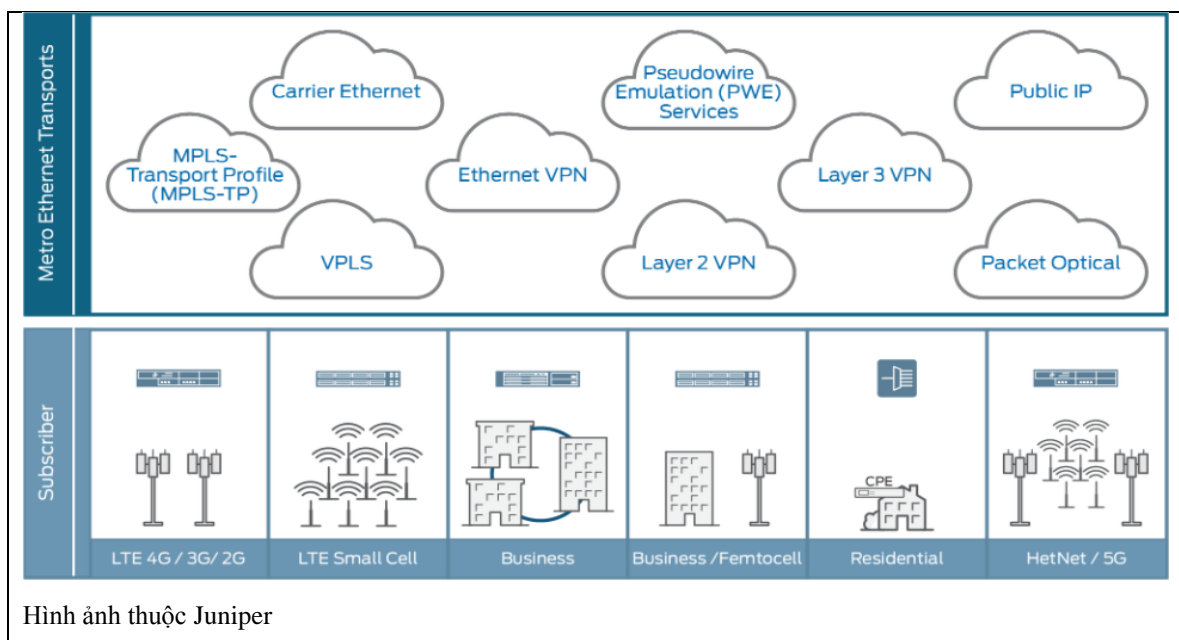 Metro Ethernet Transports
Carrier Ethernet
Pseudowire
Emulation (PWE)
Services
Public IP
MPLS-
Transport Profile
(MPLS-TP)
Ethernet VPN
Layer 3 VPN
VPLS
Layer 2 VPN
Packet Optical
Subscriber
CPE
LTE 4G / 3G/ 2G
LTE Small Cell
Business
Business /Femtocell
Residential
HetNet / 5G
Hình ảnh thuộc Juniper